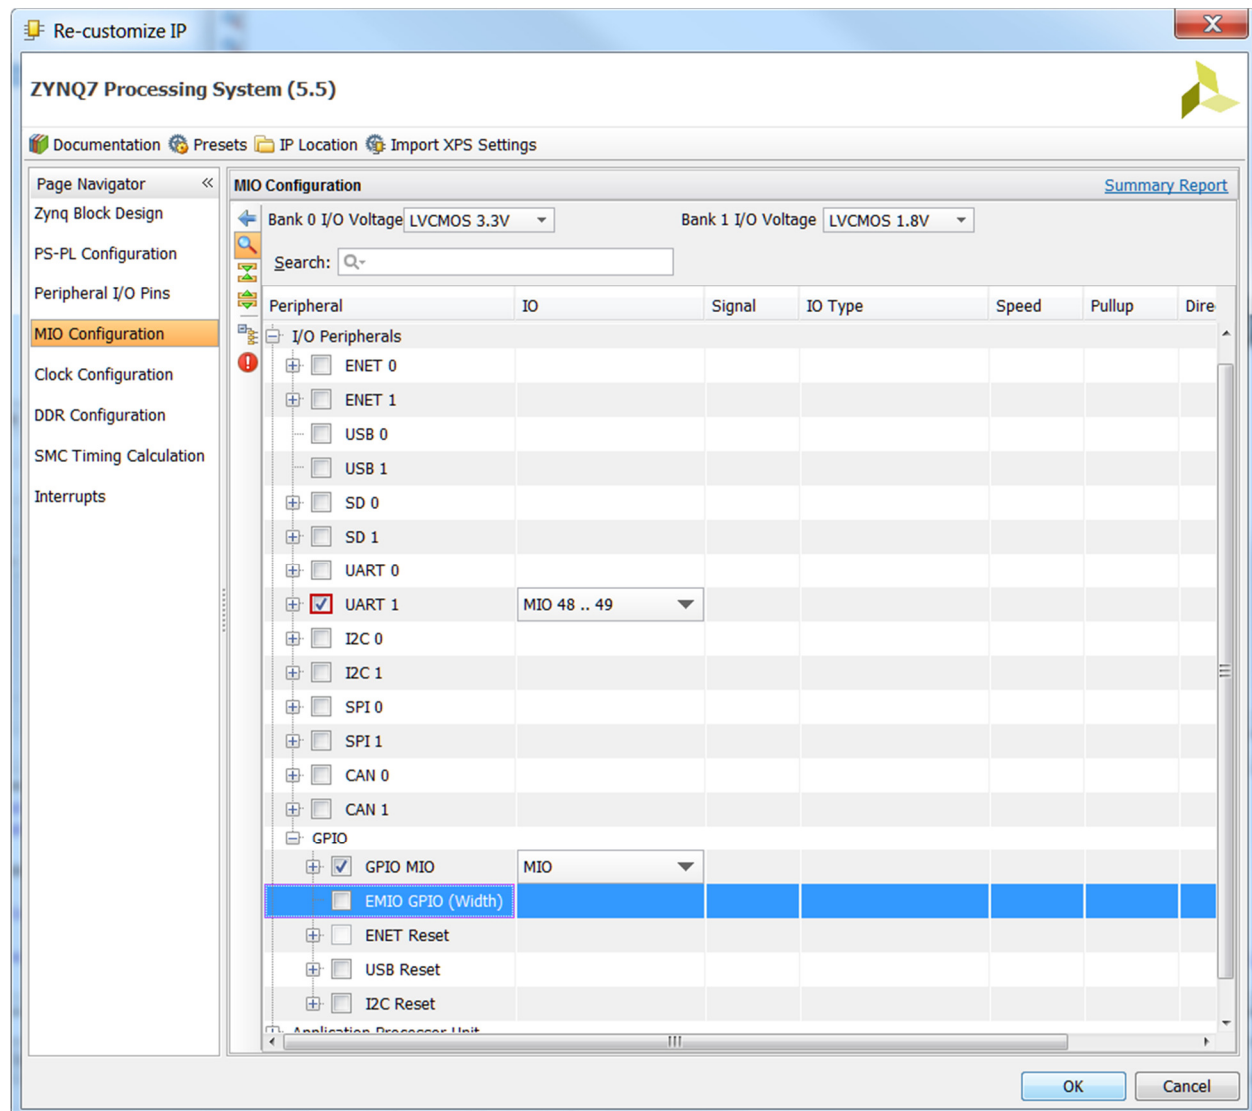 Re-customize IP
ZYNQ7 Processing System (5.5)
Documentation Presets IP Location Import XPS Settings
Page Navigator «
Zynq Block Design
PS-PL Configuration
Peripheral I/O Pins
MIO Configuration
Clock Configuration
DDR Configuration
SMC Timing Calculation
Interrupts
MIO Configuration Summary Report
Bank 0 I/O Voltage LVCMOS 3.3V Bank 1 I/O Voltage LVCMOS 1.8V
Search:
Peripheral IO Signal IO Type Speed Pullup Dire
I/O Peripherals
ENET 0
ENET 1
USB 0
USB 1
SD 0
SD 1
UART 0
UART 1 MIO 48 .. 49
I2C 0
I2C 1
SPI 0
SPI 1
CAN 0
CAN 1
GPIO
GPIO MIO MIO
EMIO GPIO (Width)
ENET Reset
USB Reset
I2C Reset
Application Processor Unit
OK Cancel